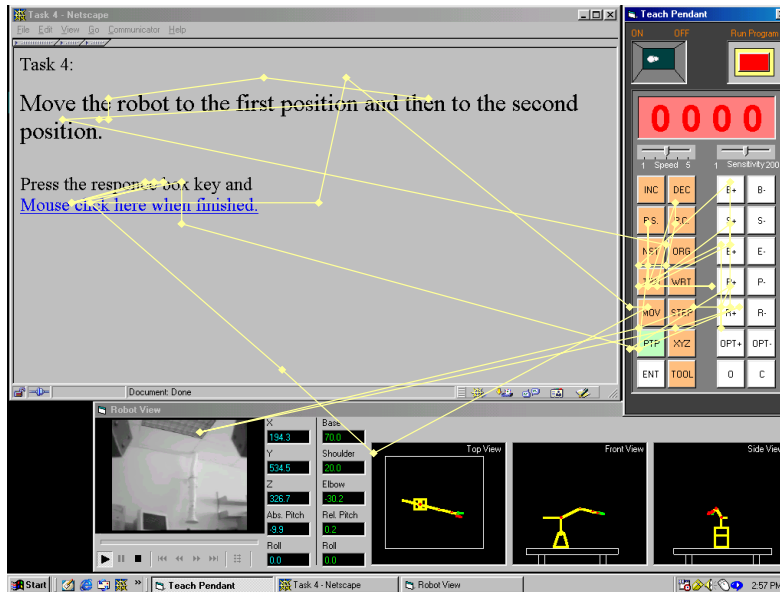 Task 4 - Netscape
File Edit View Go Communicator Help
Task 4:
Move the robot to the first position and then to the second
position.
Press the responce box key and
Mouse click here when finished.
Document: Done
Teach Pendant
ON OFF Run Program
0000
1 Speed 5 1 Sensitivity 200
INC DEC B+ B-
P.S. P.C. S+ S-
NST ORG E+ E-
WRT P+ P-
MOV STEP R+ R-
PTP XYZ OPT+ OPT-
ENT TOOL O C
Robot View
X Base
194.3 70.0
Y Shoulder
534.5 20.0
Z Elbow
326.7 -30.2
Abs. Pitch Rel. Pitch
-9.9 0.2
Roll Roll
0.0 0.0
Top View
Front View
Side View
Start » Teach Pendant Task 4 - Netscape Robot View 2:57 PM